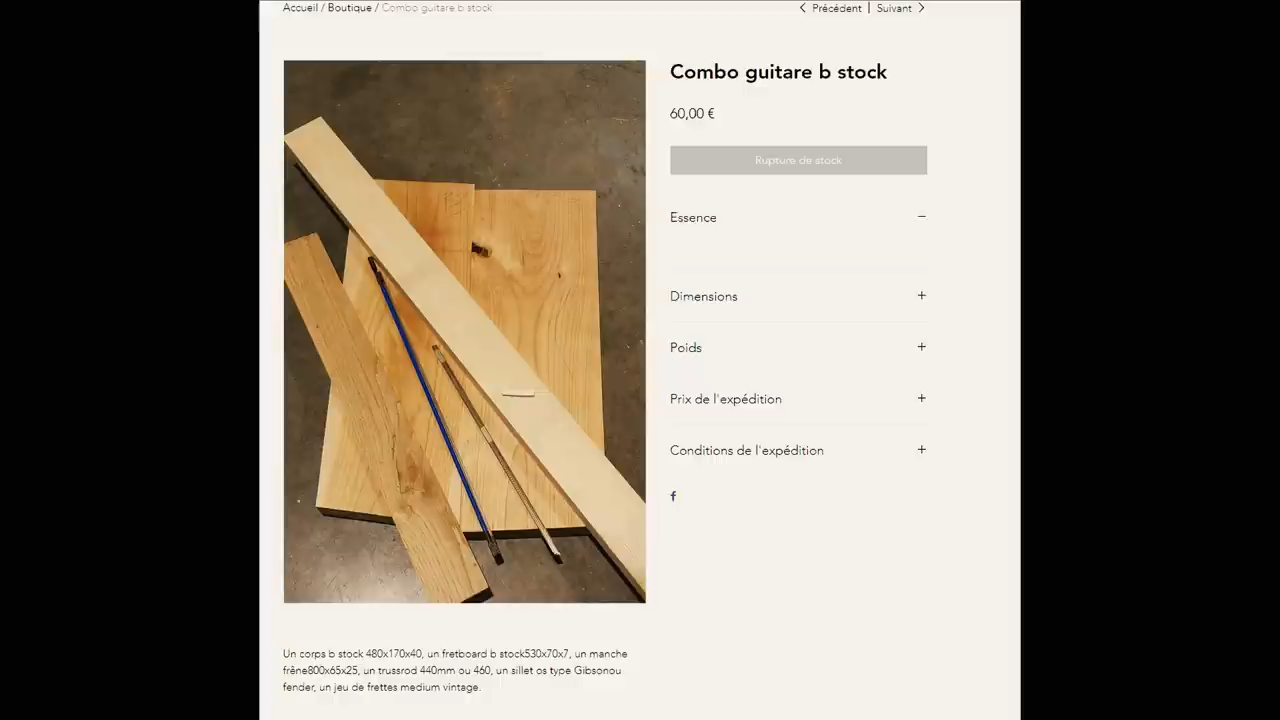 Accueil / Boutique / Combo guitare b stock
Précédent | Suivant
Combo guitare b stock
60,00 €
Rupture de stock
Essence
Dimensions
Poids
Prix de l'expédition
Conditions de l'expédition
f
Un corps b stock 480x170x40, un fretboard b stock530x70x7, un manche
frêne800x65x25, un trussrod 440mm ou 460, un sillet os type Gibsonou
fender, un jeu de frettes medium vintage.